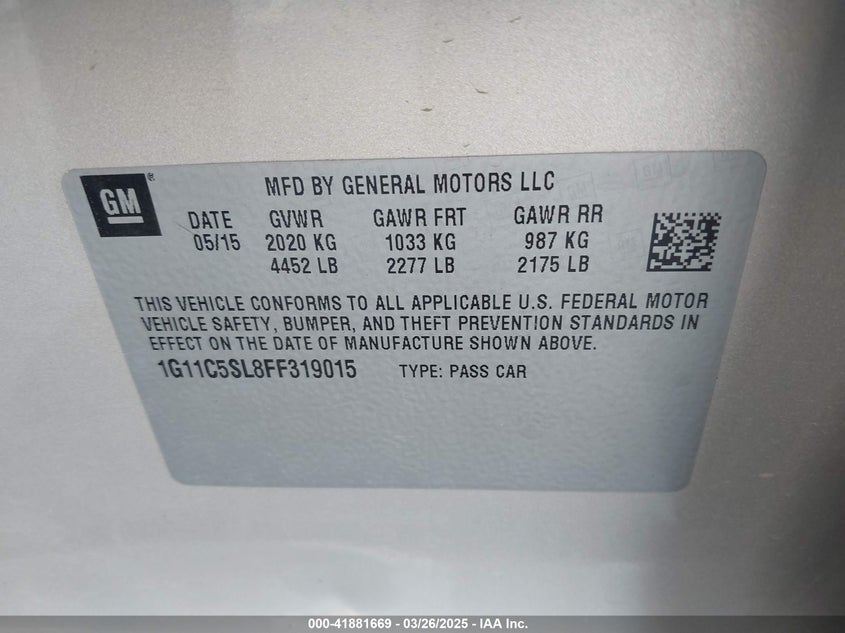 GM ®
MFD BY GENERAL MOTORS LLC
DATE GVWR GAWR FRT GAWR RR
05/15 2020 KG 1033 KG 987 KG
4452 LB 2277 LB 2175 LB
THIS VEHICLE CONFORMS TO ALL APPLICABLE U.S. FEDERAL MOTOR
VEHICLE SAFETY, BUMPER, AND THEFT PREVENTION STANDARDS IN
EFFECT ON THE DATE OF MANUFACTURE SHOWN ABOVE.
1G11C5SL8FF319015 TYPE: PASS CAR
000-41881669 - 03/26/2025 - IAA Inc.